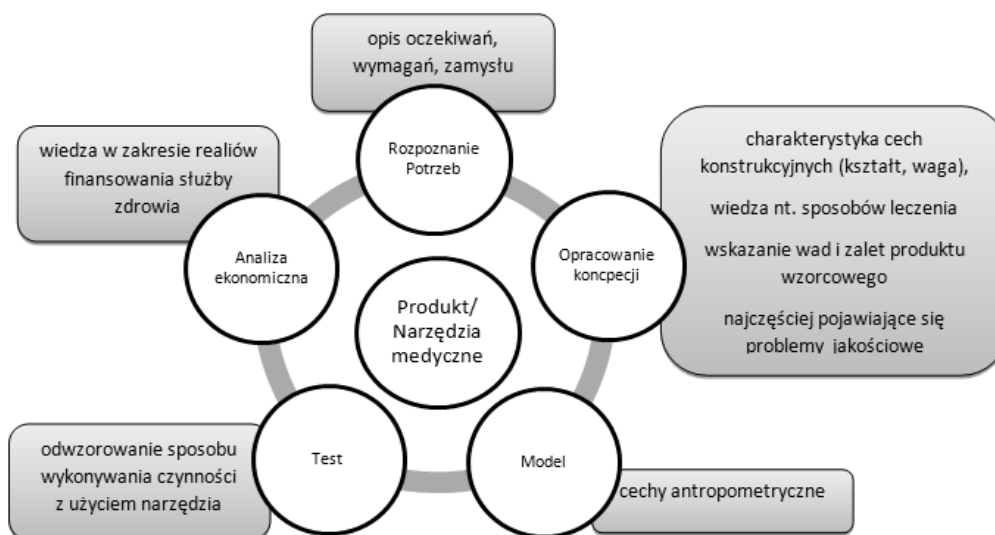 opis oczekiwań,
wymagań, zamysłu
Rozpoznanie
Potrzeb
wiedza w zakresie realiów
finansowania służby
zdrowia
Analiza
ekonomiczna
charakterystyka cech
konstrukcyjnych (kształt, waga),
wiedza nt. sposobów leczenia
wskazanie wad i zalet produktu
wzorcowego
najczęściej pojawiające się
problemy jakościowe
Opracowanie
koncpecji
Produkt/
Narzędzia
medyczne
odwzorowanie sposobu
wykonywania czynności
z użyciem narzędzia
Test
Model
cechy antropometryczne